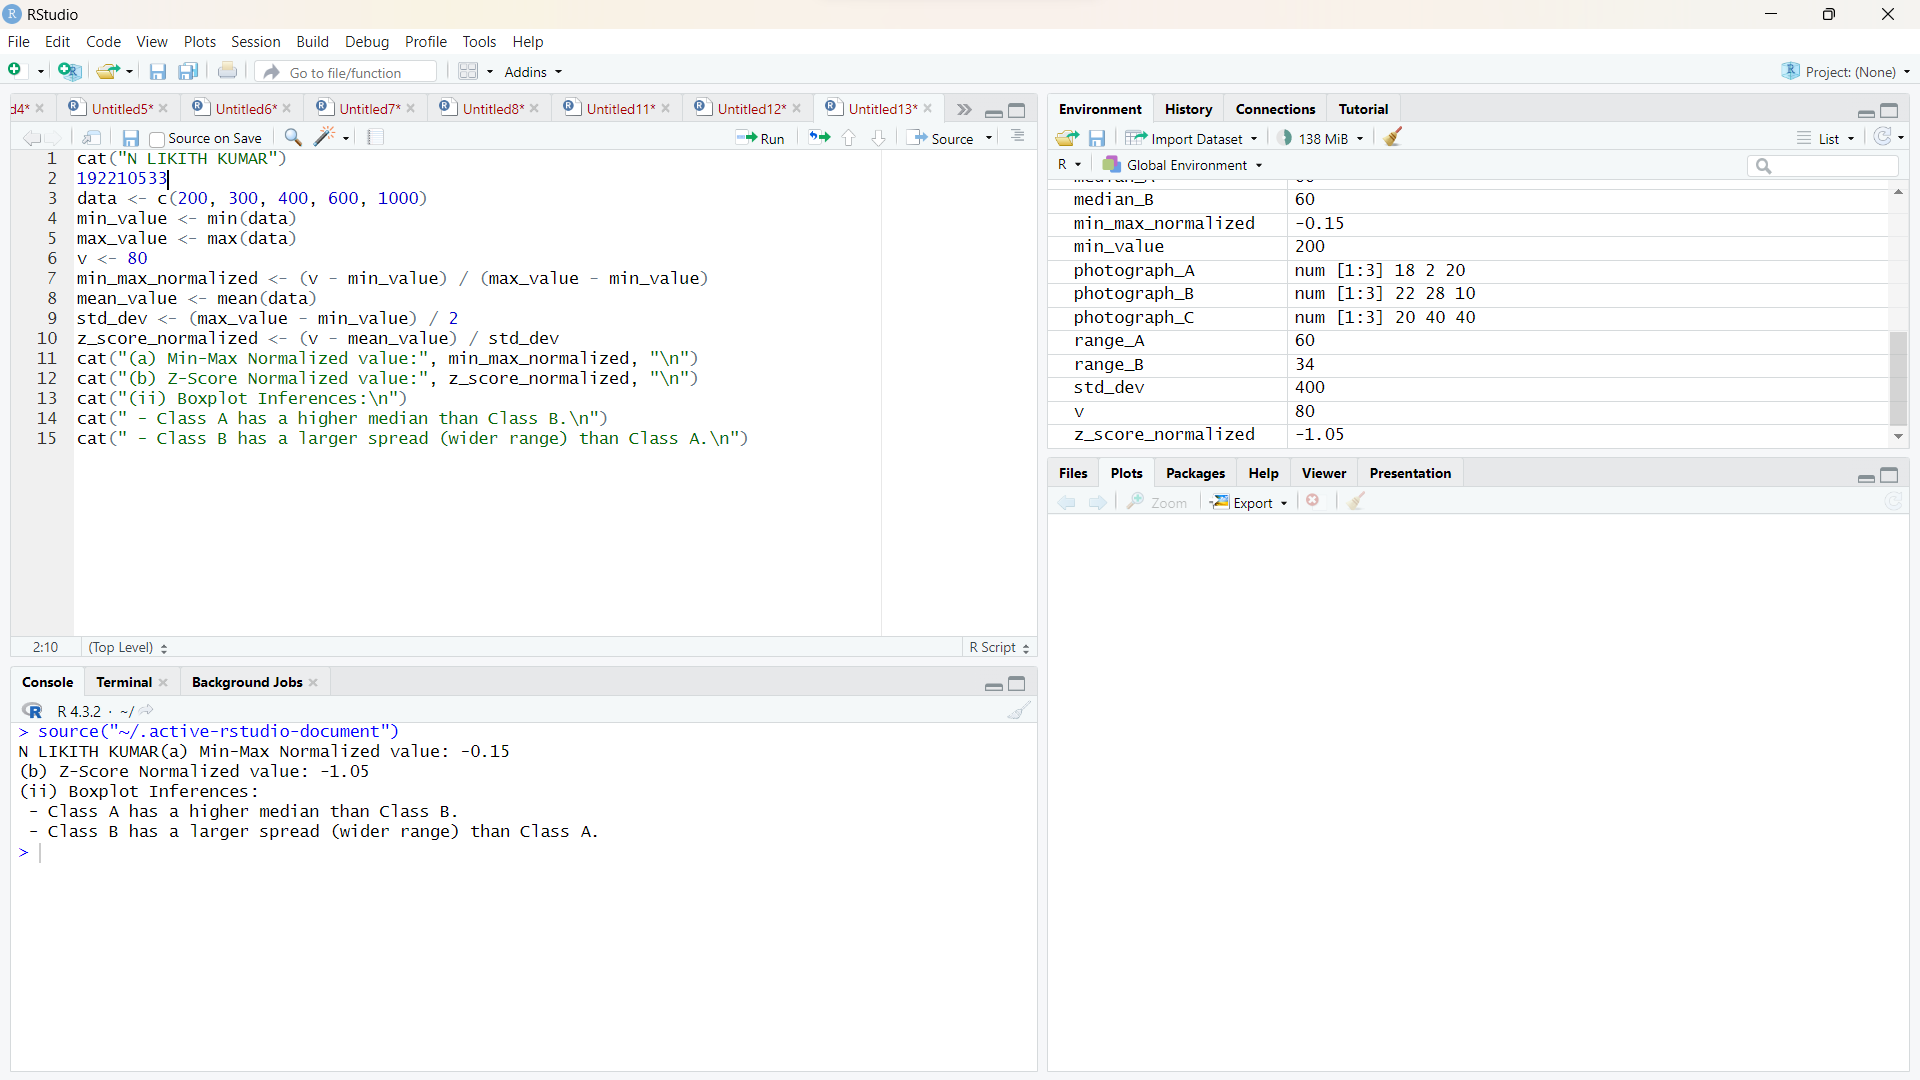 RStudio
File Edit Code View Plots Session Build Debug Profile Tools Help
Go to file/function Addins Project: (None)
d4* Untitled5* Untitled6* Untitled7* Untitled8* Untitled11* Untitled12* Untitled13*
Source on Save Run Source
1 cat("N LIKITH KUMAR")
2 192210533
3 data <- c(200, 300, 400, 600, 1000)
4 min_value <- min(data)
5 max_value <- max(data)
6 v <- 80
7 min_max_normalized <- (v - min_value) / (max_value - min_value)
8 mean_value <- mean(data)
9 std_dev <- (max_value - min_value) / 2
10 z_score_normalized <- (v - mean_value) / std_dev
11 cat("(a) Min-Max Normalized value:", min_max_normalized, "\n")
12 cat("(b) Z-Score Normalized value:", z_score_normalized, "\n")
13 cat("(ii) Boxplot Inferences:\n")
14 cat(" - Class A has a higher median than Class B.\n")
15 cat(" - Class B has a larger spread (wider range) than Class A.\n")
2:10 (Top Level) R Script
Console Terminal Background Jobs
R 4.3.2 · ~/
> source("~/.active-rstudio-document")
N LIKITH KUMAR(a) Min-Max Normalized value: -0.15
(b) Z-Score Normalized value: -1.05
(ii) Boxplot Inferences:
- Class A has a higher median than Class B.
- Class B has a larger spread (wider range) than Class A.
>
Environment History Connections Tutorial
Import Dataset 138 MiB List
R Global Environment
median_B 60
min_max_normalized -0.15
min_value 200
photograph_A num [1:3] 18 2 20
photograph_B num [1:3] 22 28 10
photograph_C num [1:3] 20 40 40
range_A 60
range_B 34
std_dev 400
v 80
z_score_normalized -1.05
Files Plots Packages Help Viewer Presentation
Zoom Export